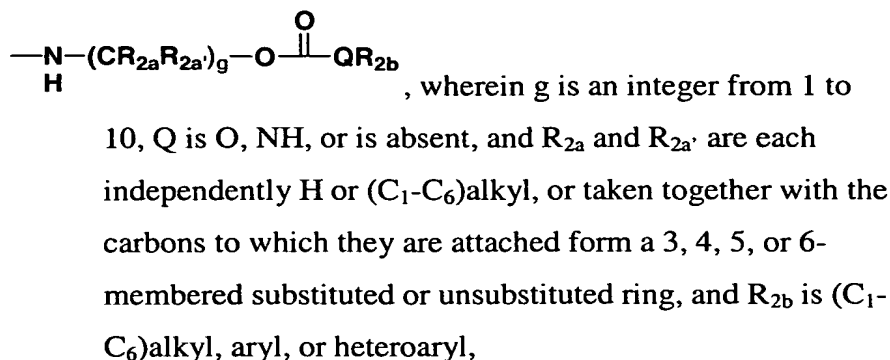 O
—N—(CR2aR2a')g—O—QR2b
H
, wherein g is an integer from 1 to
10, Q is O, NH, or is absent, and R2a and R2a' are each
independently H or (C1-C6)alkyl, or taken together with the
carbons to which they are attached form a 3, 4, 5, or 6-
membered substituted or unsubstituted ring, and R2b is (C1-
C6)alkyl, aryl, or heteroaryl,